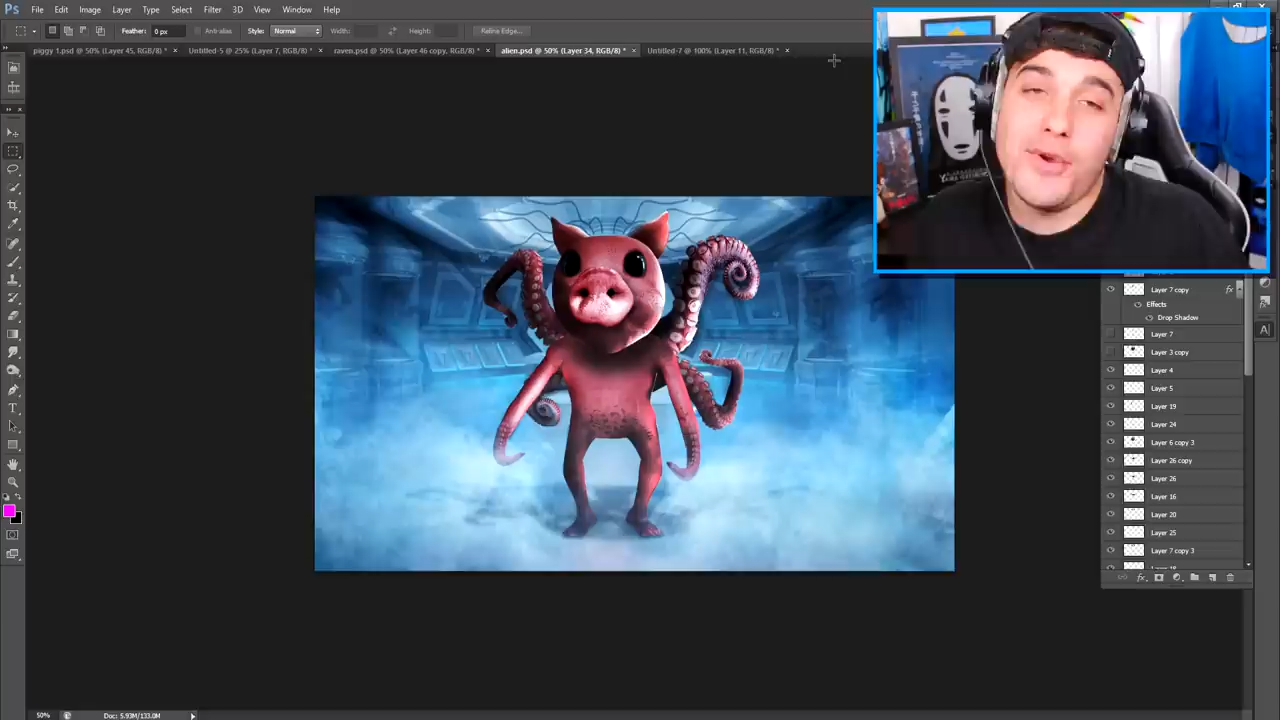 Ps File Edit Image Layer Type Select Filter 3D View Window Help
Feather: 0 px Anti-alias Style: Normal Width: Height: Refine Edge...
piggy 1.psd @ 50% (Layer 45, RGB/8) * × Untitled-5 @ 25% (Layer 7, RGB/8) * × raven.psd @ 50% (Layer 46 copy, RGB/8) * × alien.psd @ 50% (Layer 34, RGB/8) * × Untitled-7 @ 100% (Layer 11, RGB/8) * ×
Layer 7 copy fx
Effects
Drop Shadow
Layer 7
Layer 3 copy
Layer 4
Layer 5
Layer 19
Layer 24
Layer 6 copy 3
Layer 26 copy
Layer 26
Layer 16
Layer 20
Layer 25
Layer 7 copy 3
50% Doc: 5.93M/133.0M